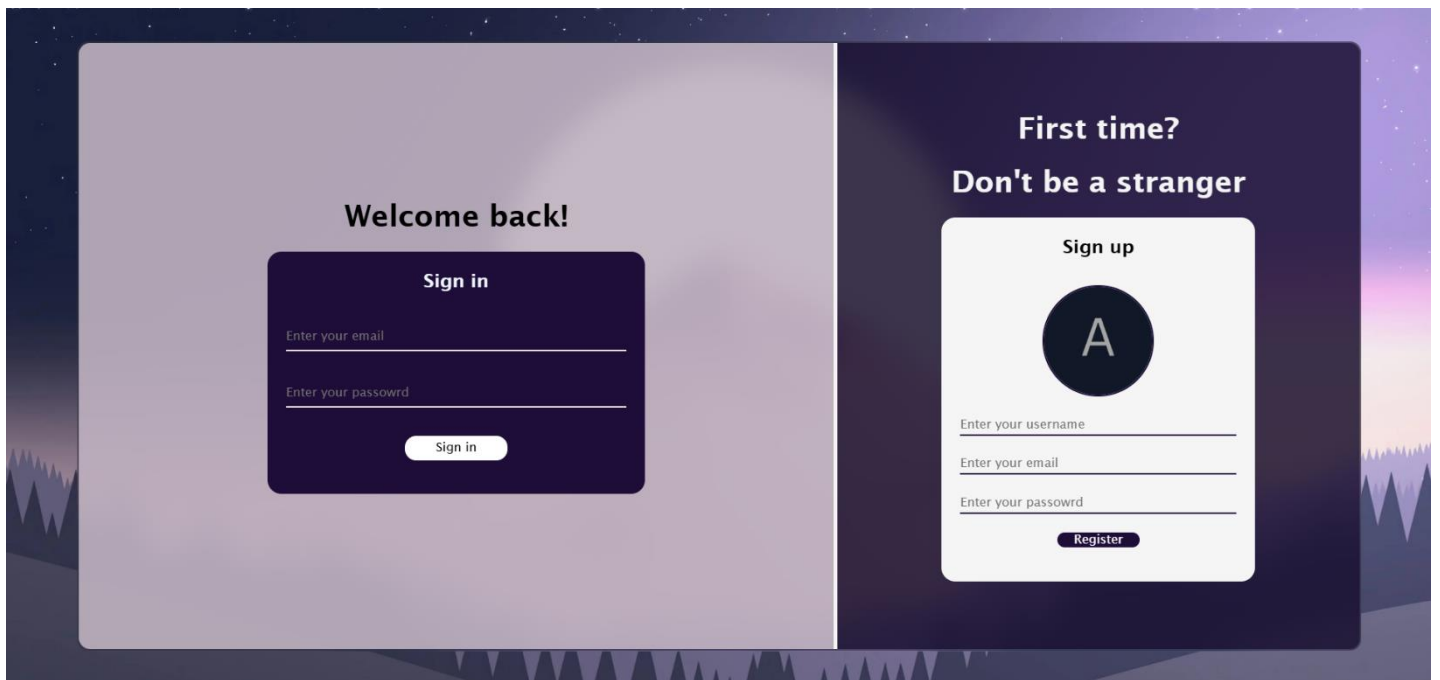 Welcome back!
Sign in
Enter your email
Enter your passowrd
Sign in
First time?
Don't be a stranger
Sign up
A
Enter your username
Enter your email
Enter your passowrd
Register